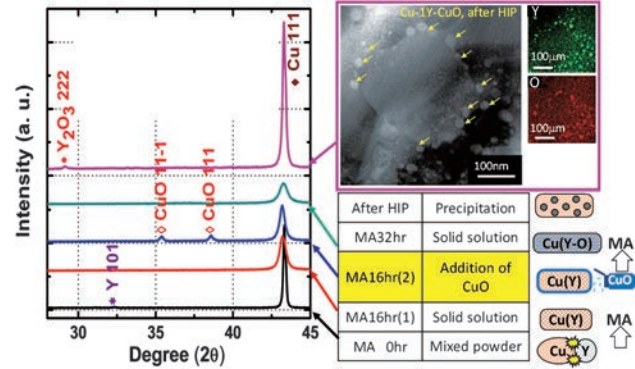 Intensity (a. u.)
• Y2O3 222
◇ CuO 11-1
◇ CuO 111
* Y 101
◆ Cu 111
30 35 40 45
Degree (2θ)
Cu-1Y-CuO, after HIP
100nm
Y
100μm
O
100μm
After HIP Precipitation
MA32hr Solid solution
Cu(Y-O) MA
MA16hr(2) Addition of CuO
Cu(Y) CuO
MA16hr(1) Solid solution
Cu(Y) MA
MA 0hr Mixed powder
Cu Y